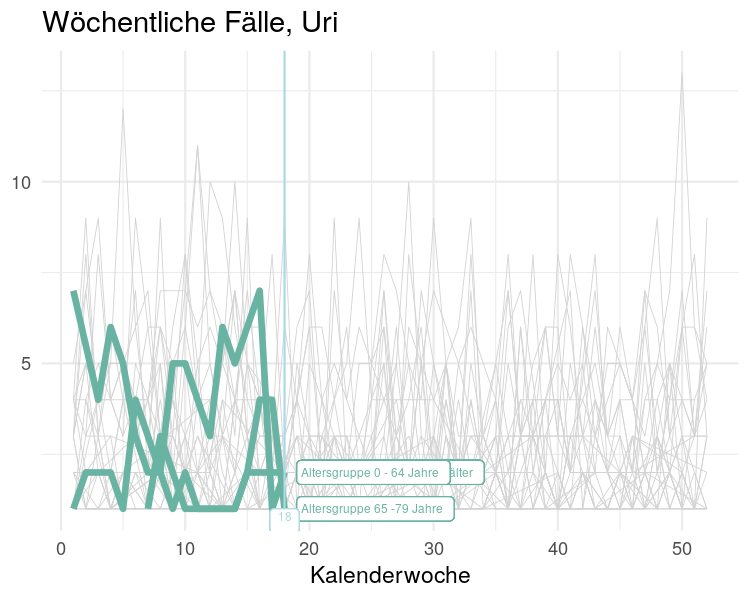 Wöchentliche Fälle, Uri
10
5
Altersgruppe 0 - 64 Jahre
älter
Altersgruppe 65 -79 Jahre
18
0 10 20 30 40 50
Kalenderwoche